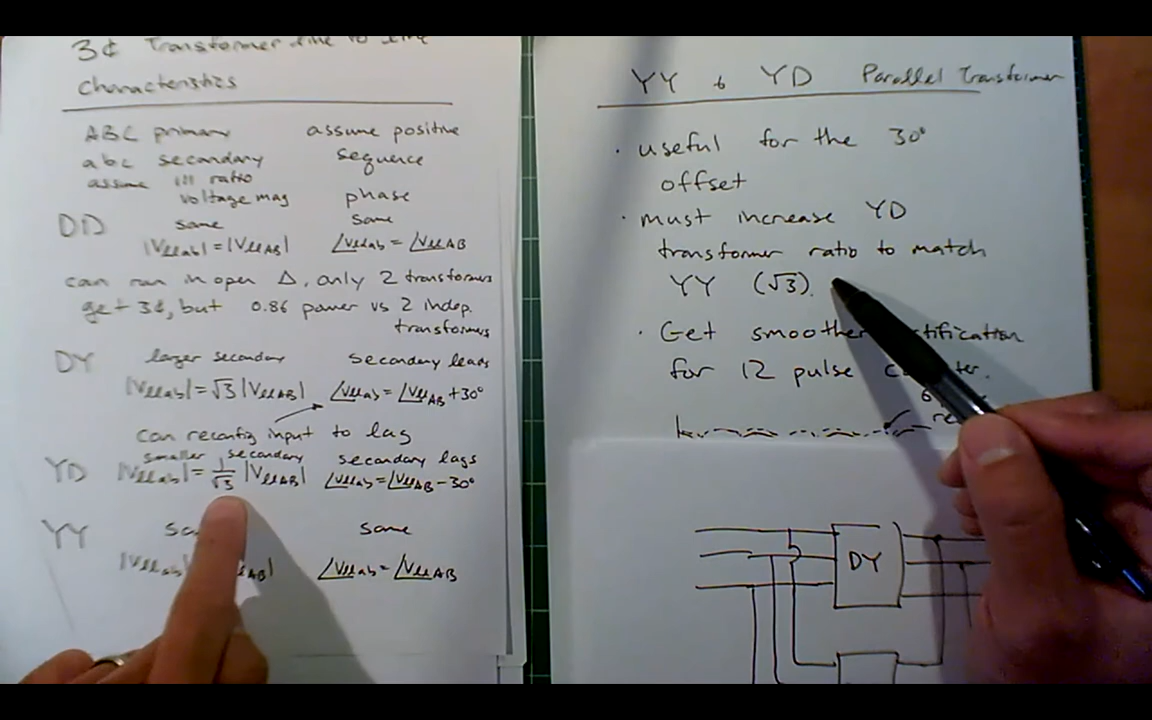 3¢ Transformer line to line
Characteristics
ABC primary assume positive
abc secondary sequence
assume 1:1 ratio
voltage mag phase
DD same same
|Vllab| = |VllAB| ∠Vllab = ∠VllAB
can run in open Δ, only 2 transformers
get 3¢, but 0.86 power vs 2 indep.
transformers
DY larger secondary secondary leads
|Vllab| = √3 |VllAB| ∠Vllab = ∠VllAB + 30°
can reconfig input to lag
smaller secondary secondary lags
YD |Vllab| = 1/√3 |VllAB| ∠Vllab = ∠VllAB - 30°
YY same
|Vllab| ∠Vllab = ∠VllAB
YY & YD Parallel Transformer
· useful for the 30°
offset
· must increase YD
transformer ratio to match
YY (√3).
· Get smoother
for 12 pulse
DY